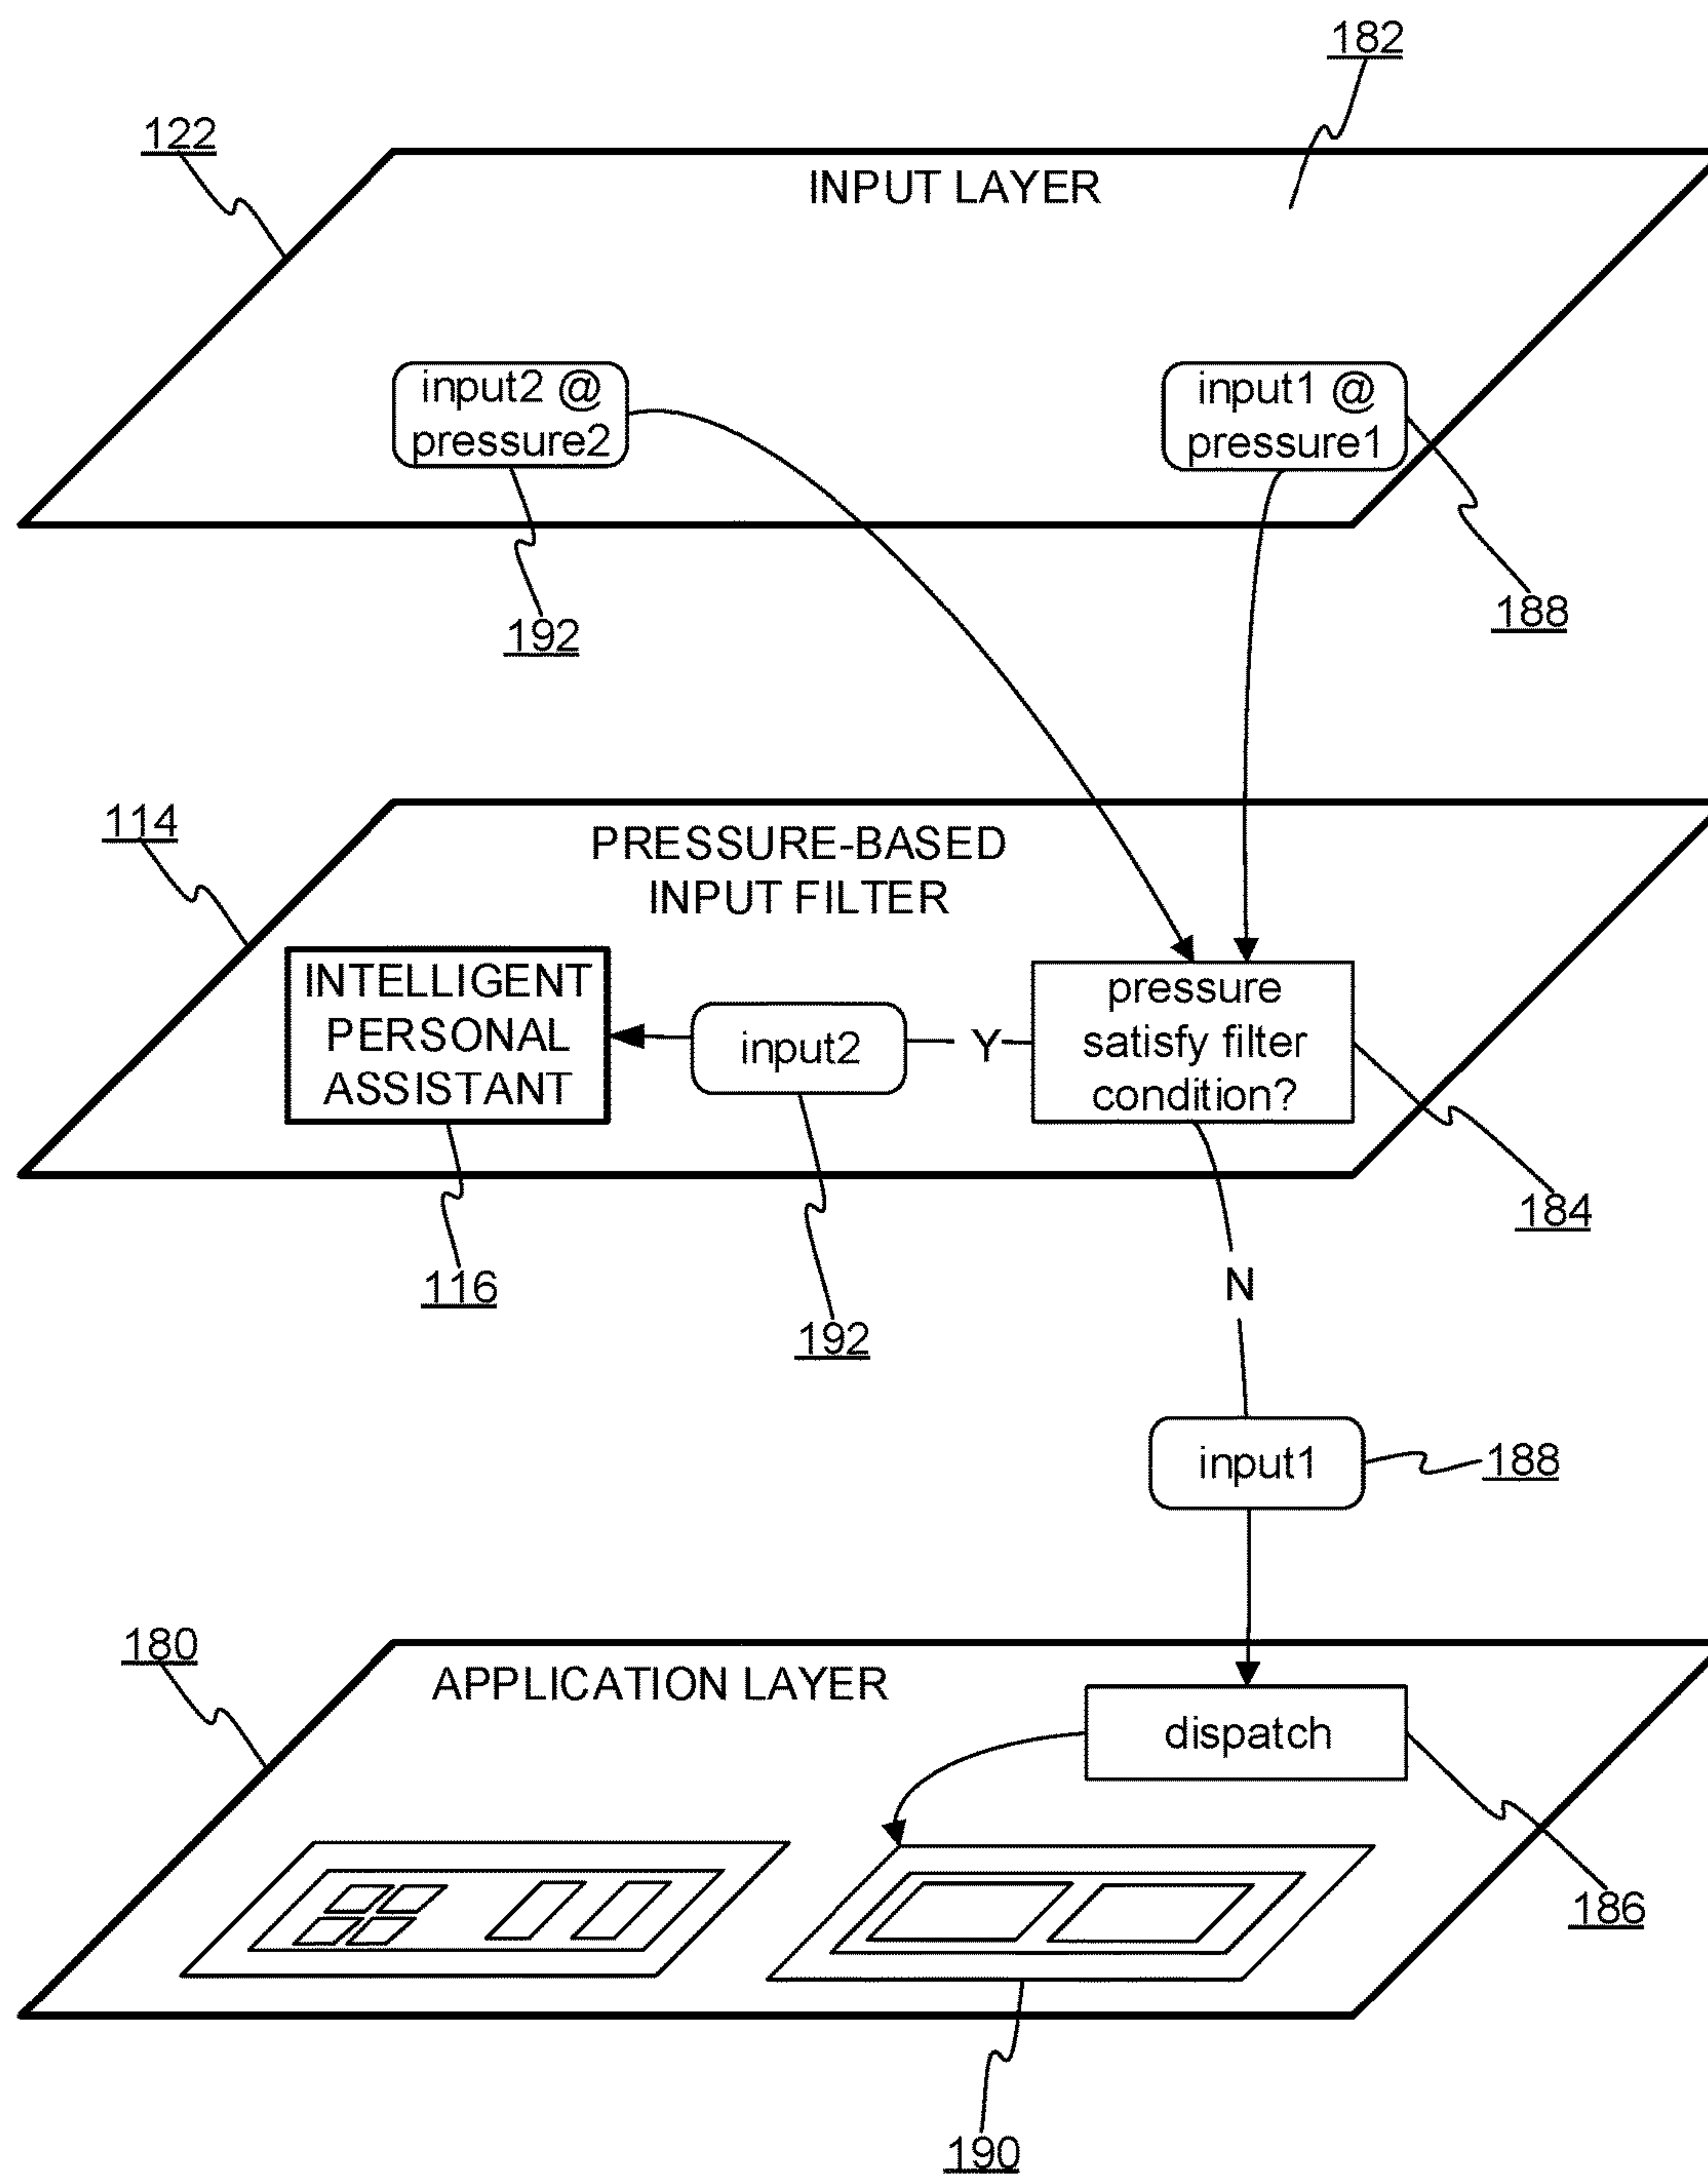 182
122
INPUT LAYER
input2 @
pressure2
input1 @
pressure1
192
188
114
PRESSURE-BASED
INPUT FILTER
INTELLIGENT
PERSONAL
ASSISTANT
input2
Y
pressure
satisfy filter
condition?
184
116
192
N
input1
188
180
APPLICATION LAYER
dispatch
186
190